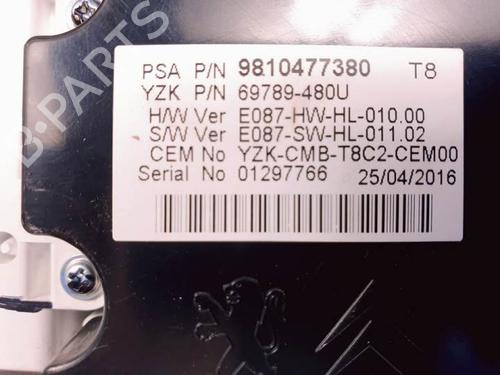 B-PARTS
PSA P/N 9810477380 T8
YZK P/N 69789-480U
H/W Ver E087-HW-HL-010.00
S/W Ver E087-SW-HL-011.02
CEM No YZK-CMB-T8C2-CEM00
Serial No 01297766 25/04/2016